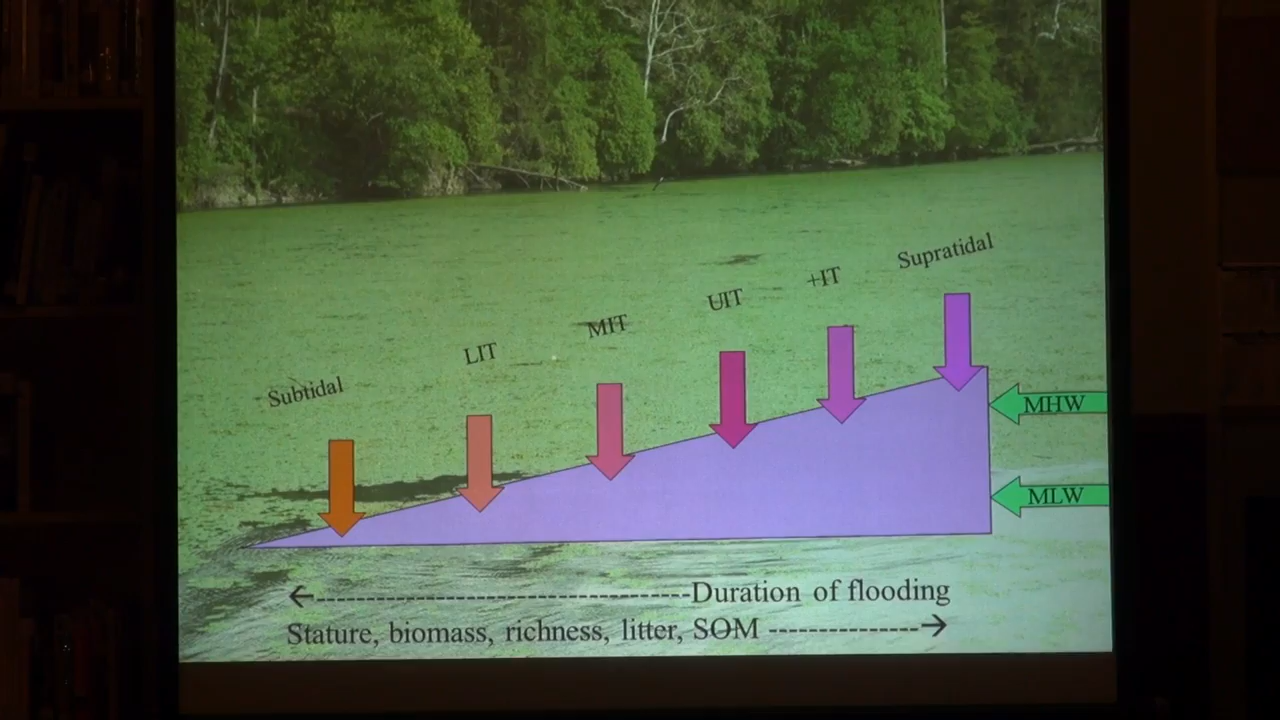 Supratidal
+IT
UIT
MIT
LIT
Subtidal
MHW
MLW
←----------------------------------Duration of flooding
Stature, biomass, richness, litter, SOM --------------→